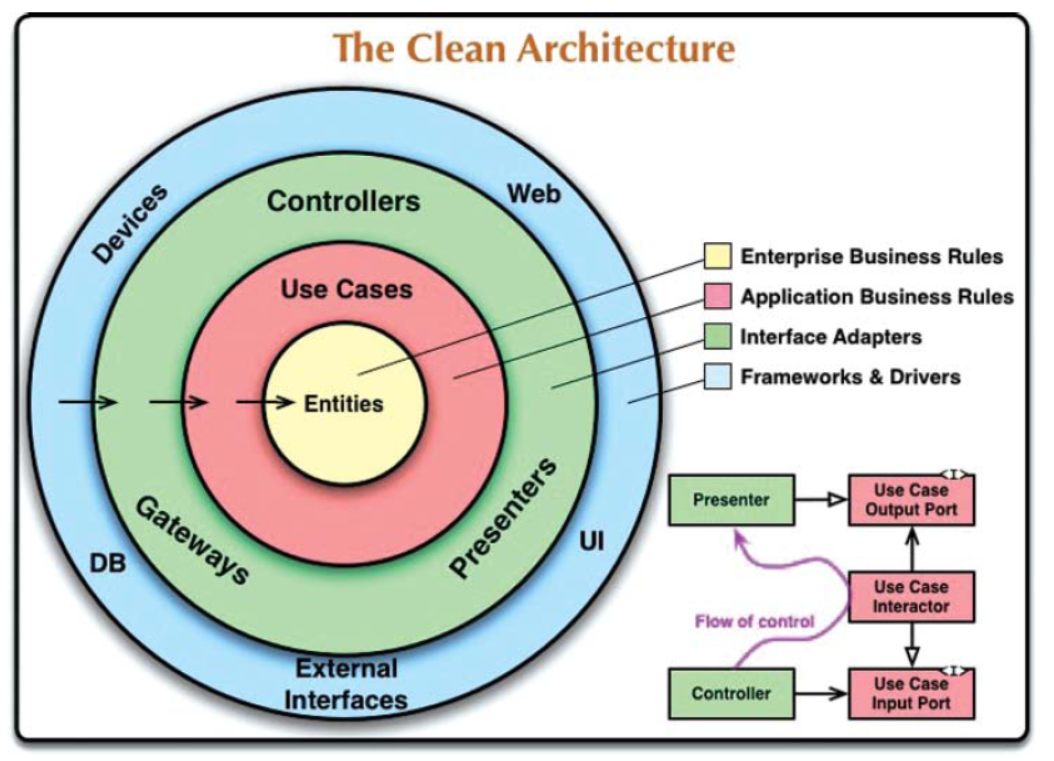 The Clean Architecture
Devices
Web
Controllers
Use Cases
Entities
Gateways
Presenters
DB
UI
External
Interfaces
Enterprise Business Rules
Application Business Rules
Interface Adapters
Frameworks & Drivers
Presenter
<I>
Use Case
Output Port
Use Case
Interactor
Flow of control
Controller
<I>
Use Case
Input Port